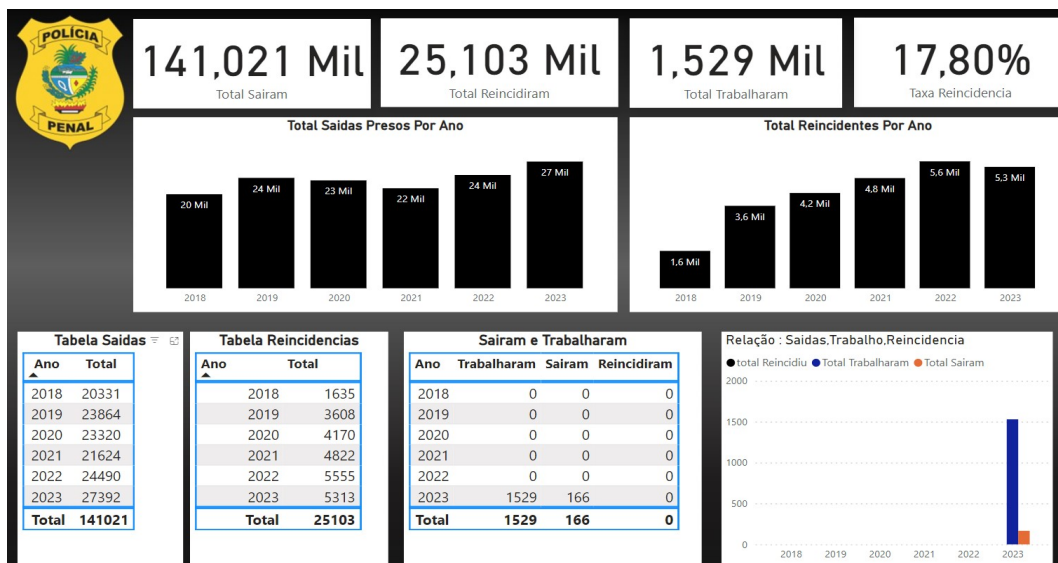 POLÍCIA
PENAL
141,021 Mil
Total Sairam
25,103 Mil
Total Reincidiram
1,529 Mil
Total Trabalharam
17,80%
Taxa Reincidencia
Total Saidas Presos Por Ano
20 Mil
24 Mil
23 Mil
22 Mil
24 Mil
27 Mil
2018 2019 2020 2021 2022 2023
Total Reincidentes Por Ano
1,6 Mil
3,6 Mil
4,2 Mil
4,8 Mil
5,6 Mil
5,3 Mil
2018 2019 2020 2021 2022 2023
Tabela Saidas
Ano Total
2018 20331
2019 23864
2020 23320
2021 21624
2022 24490
2023 27392
Total 141021
Tabela Reincidencias
Ano Total
2018 1635
2019 3608
2020 4170
2021 4822
2022 5555
2023 5313
Total 25103
Sairam e Trabalharam
Ano Trabalharam Sairam Reincidiram
2018 0 0 0
2019 0 0 0
2020 0 0 0
2021 0 0 0
2022 0 0 0
2023 1529 166 0
Total 1529 166 0
Relação : Saidas,Trabalho,Reincidencia
total Reincidiu Total Trabalharam Total Sairam
2000
1500
1000
500
0
2018 2019 2020 2021 2022 2023